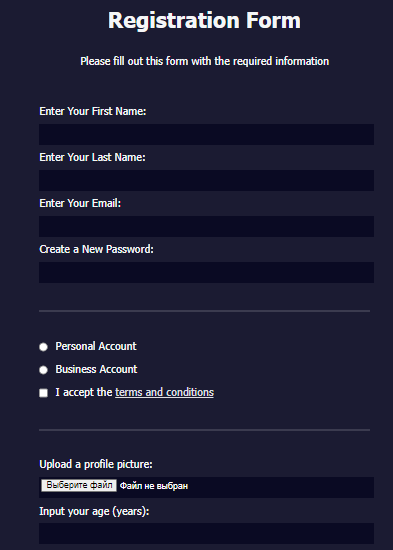 Registration Form
Please fill out this form with the required information
Enter Your First Name:
Enter Your Last Name:
Enter Your Email:
Create a New Password:
Personal Account
Business Account
I accept the terms and conditions
Upload a profile picture:
Выберите файл Файл не выбран
Input your age (years):